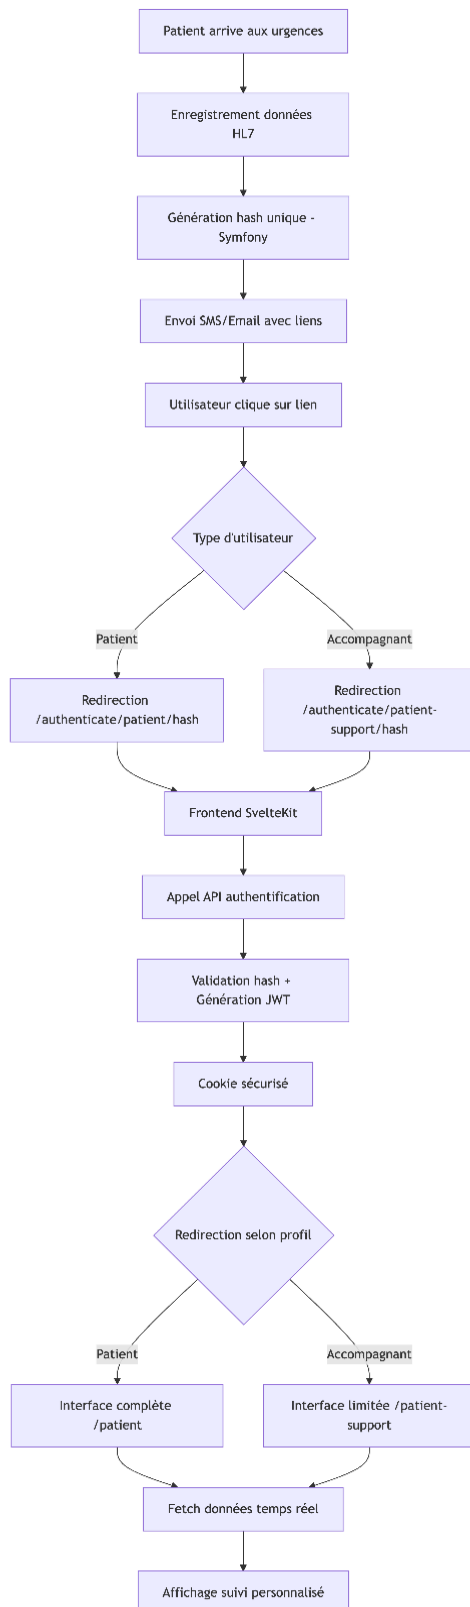 Patient arrive aux urgences
Enregistrement données
HL7
Génération hash unique -
Symfony
Envoi SMS/Email avec liens
Utilisateur clique sur lien
Type d'utilisateur
Patient
Accompagnant
Redirection
/authenticate/patient/hash
Redirection
/authenticate/patient-
support/hash
Frontend SvelteKit
Appel API authentification
Validation hash +
Génération JWT
Cookie sécurisé
Redirection selon profil
Patient
Accompagnant
Interface complète
/patient
Interface limitée /patient-
support
Fetch données temps réel
Affichage suivi personnalisé